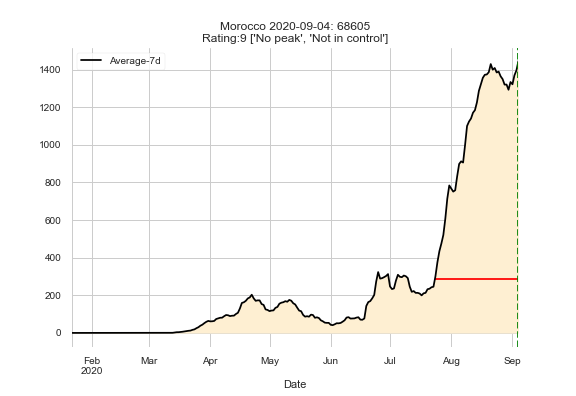 Morocco 2020-09-04: 68605
Rating:9 ['No peak', 'Not in control']
Average-7d
1400
1200
1000
800
600
400
200
0
Feb Mar Apr May Jun Jul Aug Sep
2020
Date